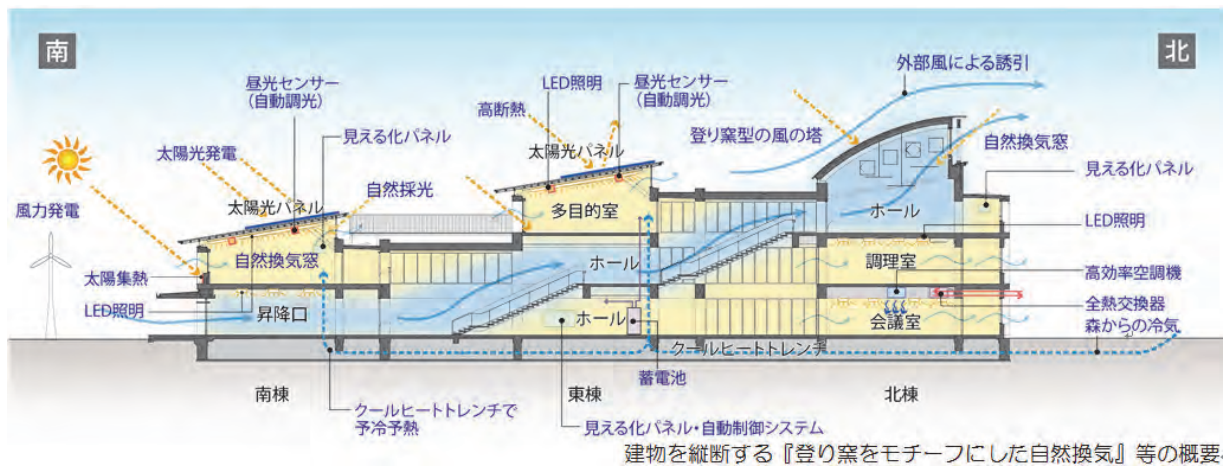 南
北
外部風による誘引
昼光センサー
(自動調光)
LED照明
昼光センサー
(自動調光)
高断熱
見える化パネル
登り窯型の風の塔
自然換気窓
太陽光発電
太陽光パネル
見える化パネル
自然採光
風力発電
太陽光パネル
多目的室
ホール
LED照明
自然換気窓
ホール
調理室
太陽集熱
高効率空調機
LED照明
昇降口
ホール
会議室
全熱交換器
森からの冷気
クールヒートトレンチ
蓄電池
南棟
東棟
北棟
クールヒートトレンチで
予冷予熱
見える化パネル・自動制御システム
建物を縦断する『登り窯をモチーフにした自然換気』等の概要